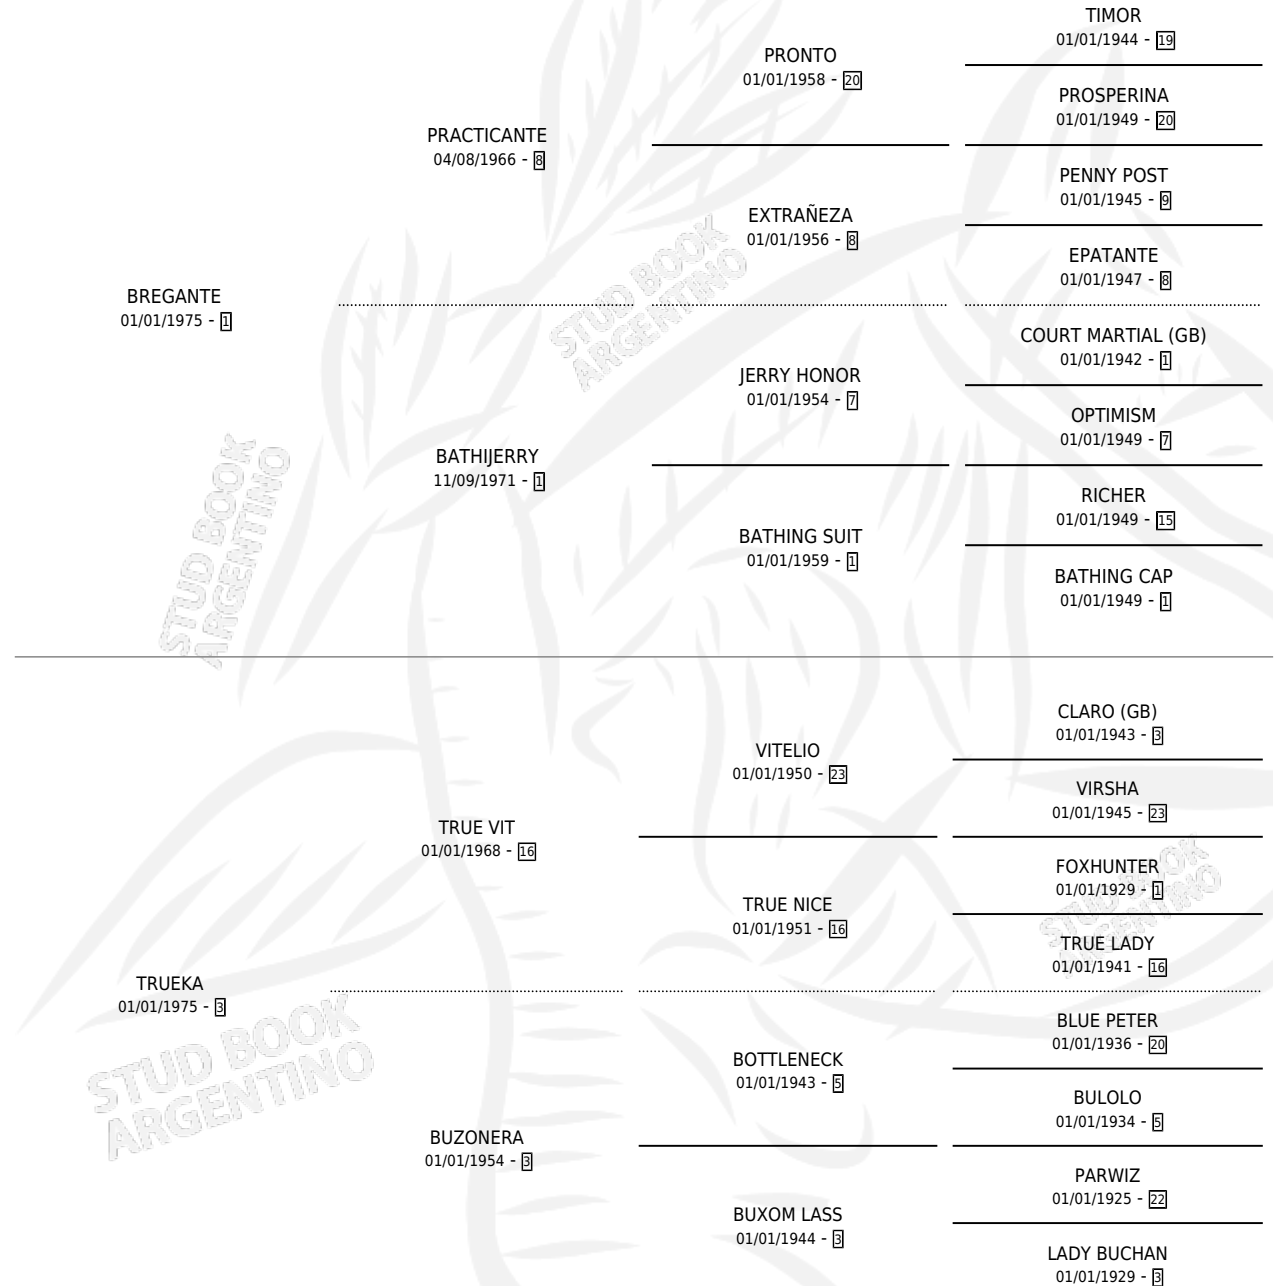 TIMOR
01/01/1944 - 19
PRONTO
01/01/1958 - 20
PROSPERINA
01/01/1949 - 20
PRACTICANTE
04/08/1966 - 8
PENNY POST
01/01/1945 - 9
EXTRAÑEZA
01/01/1956 - 8
EPATANTE
01/01/1947 - 8
BREGANTE
01/01/1975 - 1
STUD BOOK
ARGENTINO
COURT MARTIAL (GB)
01/01/1942 - 1
JERRY HONOR
01/01/1954 - 7
OPTIMISM
01/01/1949 - 7
BATHIJERRY
11/09/1971 - 1
RICHER
01/01/1949 - 15
BATHING SUIT
01/01/1959 - 1
BATHING CAP
01/01/1949 - 1
STUD BOOK
ARGENTINO
CLARO (GB)
01/01/1943 - 3
VITELIO
01/01/1950 - 23
VIRSHA
01/01/1945 - 23
TRUE VIT
01/01/1968 - 16
FOXHUNTER
01/01/1929 - 1
TRUE NICE
01/01/1951 - 16
STUD BOOK
ARGENTINO
TRUE LADY
01/01/1941 - 16
TRUEKA
01/01/1975 - 3
BLUE PETER
01/01/1936 - 20
BOTTLENECK
01/01/1943 - 5
STUD BOOK
ARGENTINO
BULOLO
01/01/1934 - 5
BUZONERA
01/01/1954 - 3
PARWIZ
01/01/1925 - 22
BUXOM LASS
01/01/1944 - 3
LADY BUCHAN
01/01/1929 - 3